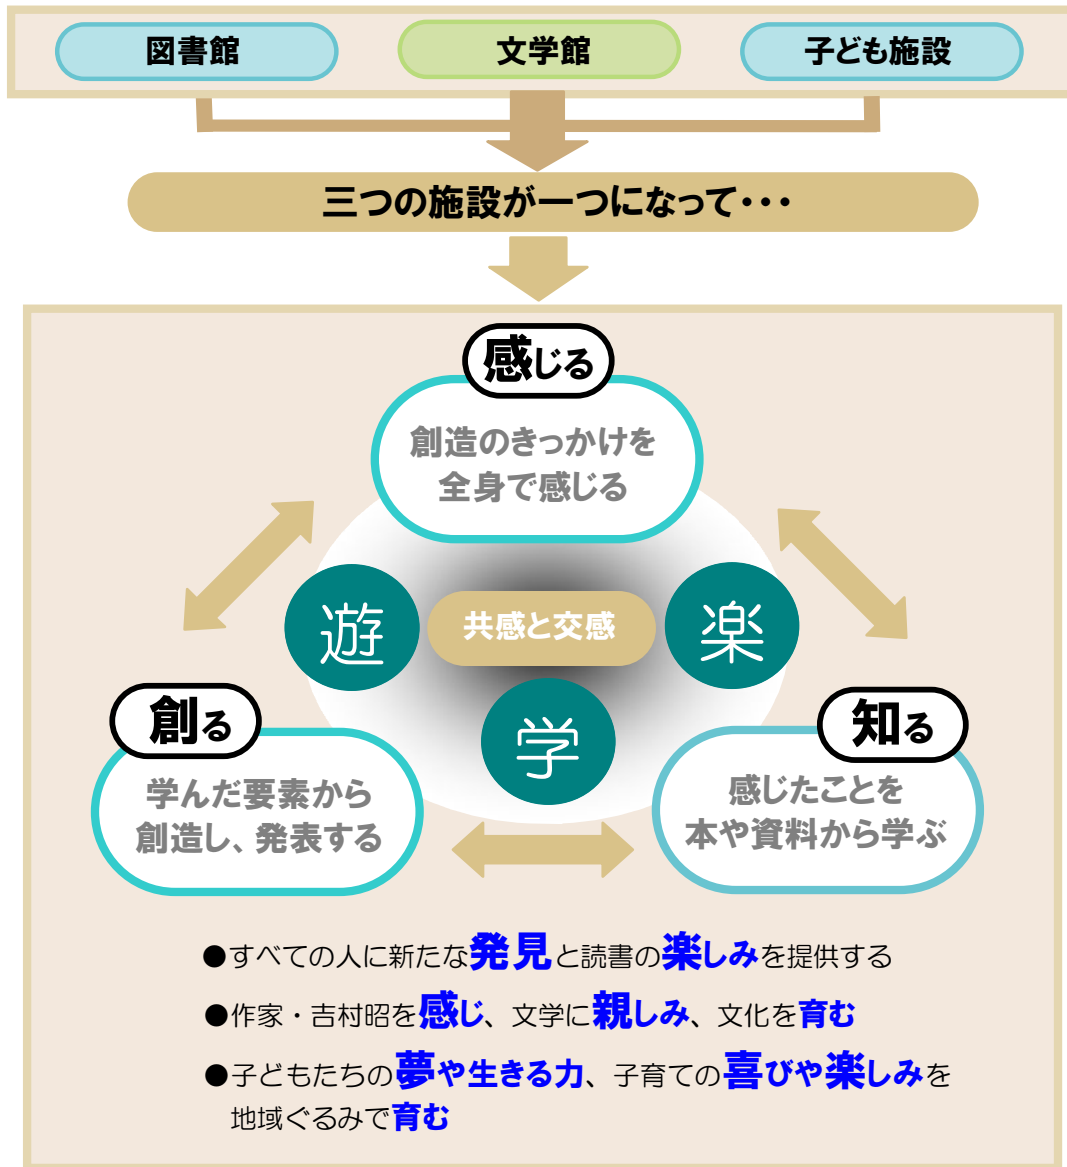 図書館
文学館
子ども施設
三つの施設が一つになって・・・
感じる
創造のきっかけを
全身で感じる
遊
共感と交感
楽
学
創る
学んだ要素から
創造し、発表する
知る
感じたことを
本や資料から学ぶ
●すべての人に新たな発見と読書の楽しみを提供する
●作家・吉村昭を感じ、文学に親しみ、文化を育む
●子どもたちの夢や生きる力、子育ての喜びや楽しみを
地域ぐるみで育む